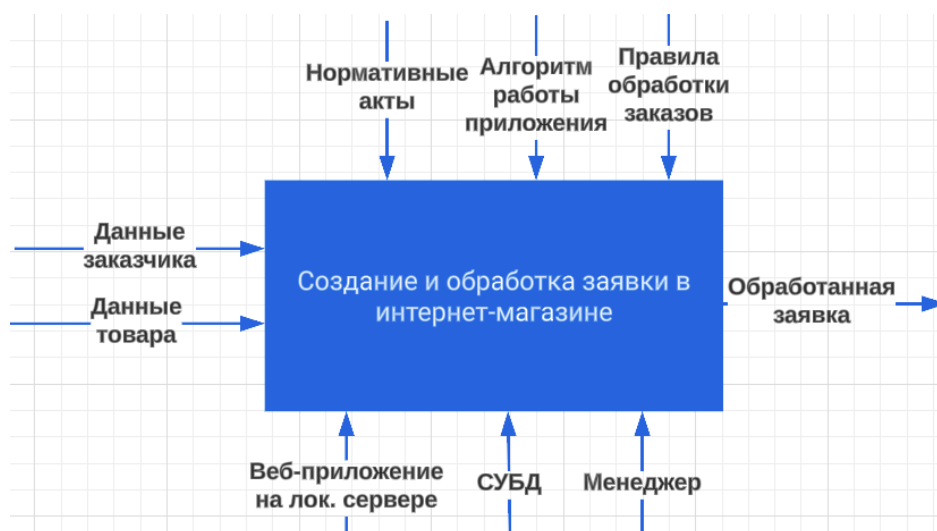 Нормативные
акты
Алгоритм
работы
приложения
Правила
обработки
заказов
Данные
заказчика
Данные
товара
Создание и обработка заявки в
интернет-магазине
Обработанная
заявка
Веб-приложение
на лок. сервере
СУБД
Менеджер